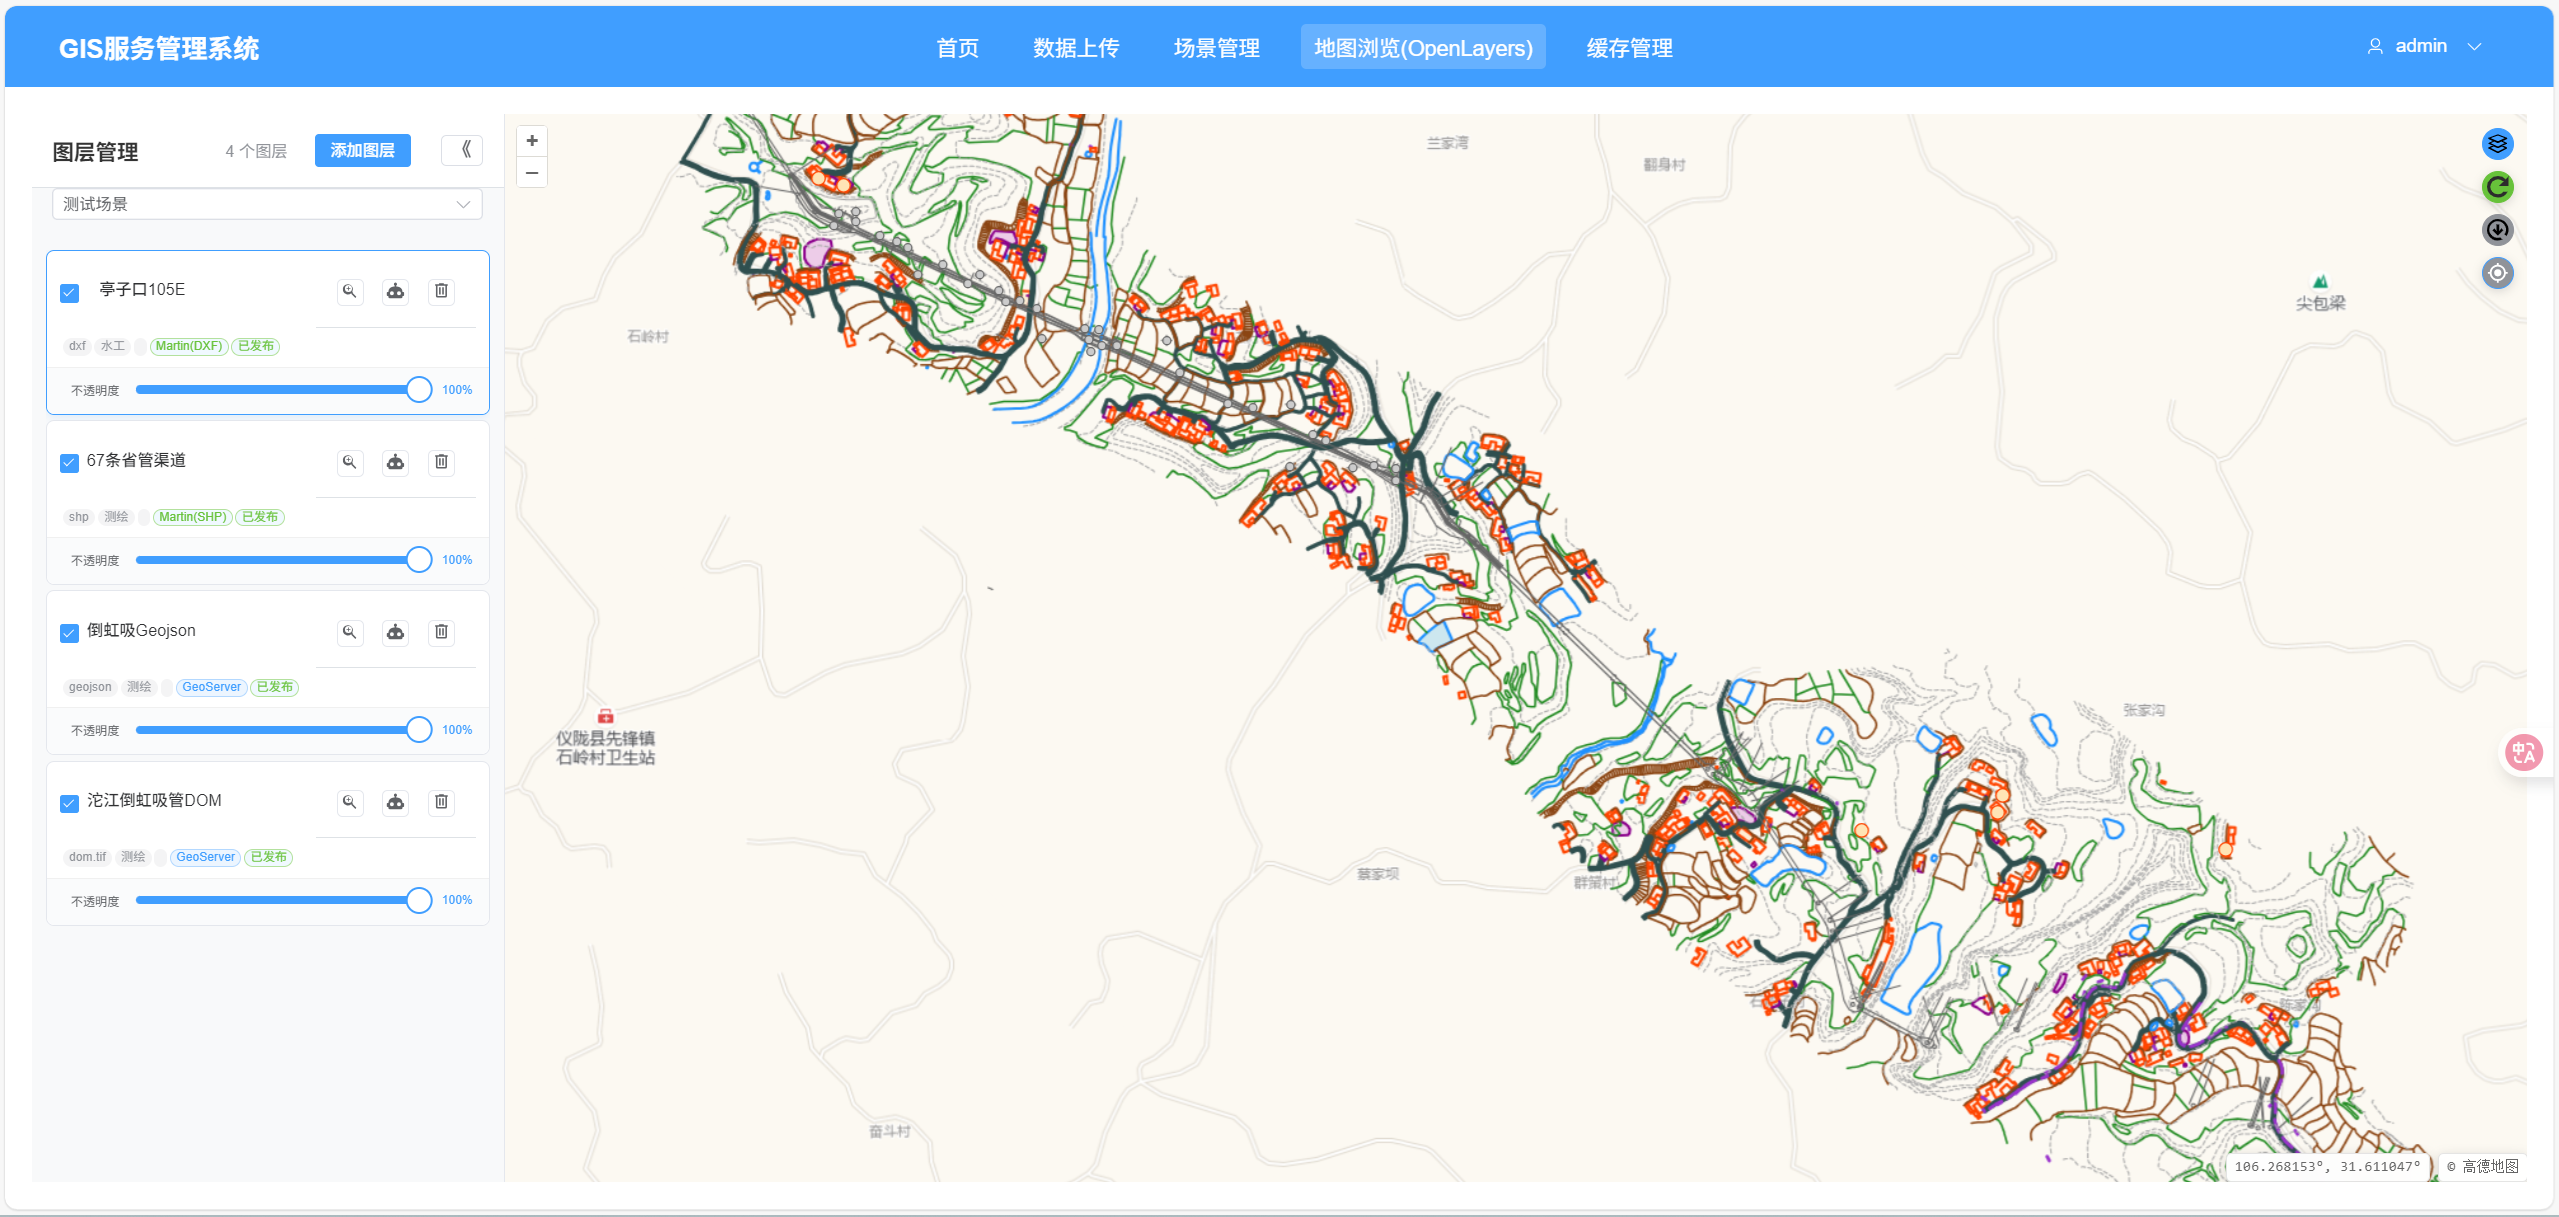 GIS服务管理系统
首页
数据上传
场景管理
地图浏览(OpenLayers)
缓存管理
admin
图层管理
4 个图层
添加图层
测试场景
亭子口105E
dxf 水工 Martin(DXF) 已发布
不透明度 100%
67条省管渠道
shp 测绘 Martin(SHP) 已发布
不透明度 100%
倒虹吸Geojson
geojson 测绘 GeoServer 已发布
不透明度 100%
沱江倒虹吸管DOM
dom.tif 测绘 GeoServer 已发布
不透明度 100%
+
−
兰家湾
翻身村
石岭村
尖包梁
仪陇县先锋镇
石岭村卫生站
张家沟
蔡家坝
群策村
奋斗村
中A
106.268153°, 31.611047°
© 高德地图